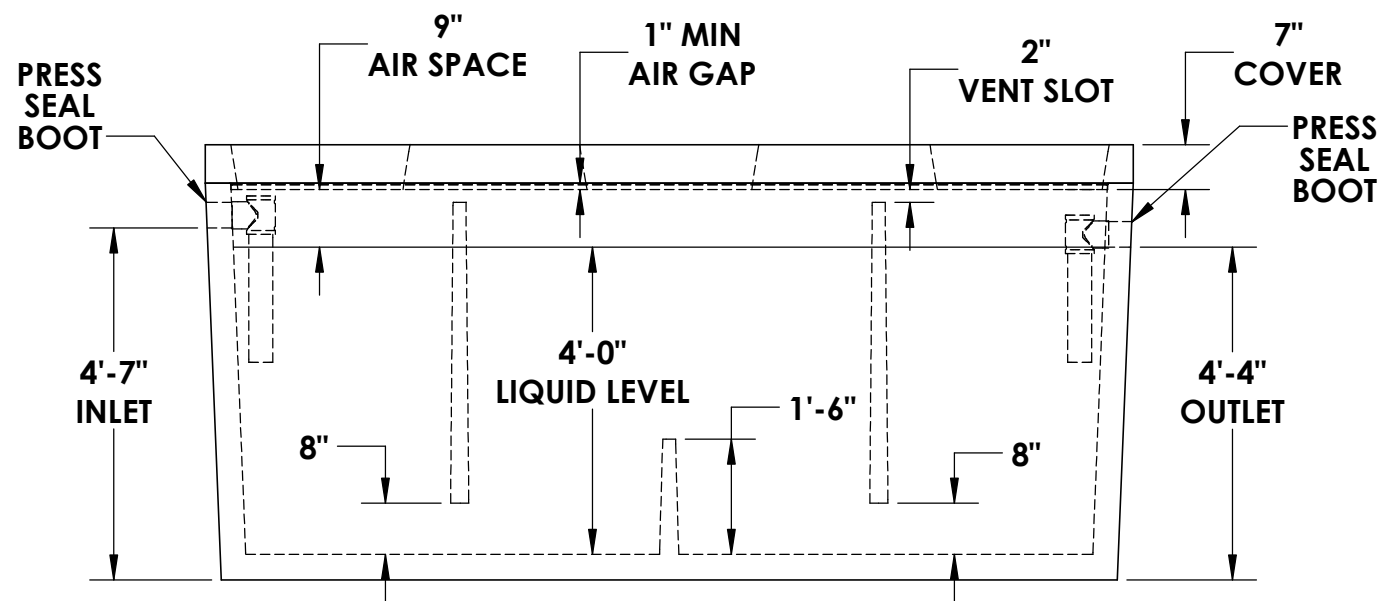 9"
AIR SPACE
1" MIN
AIR GAP
2"
VENT SLOT
7"
COVER
PRESS
SEAL
BOOT
PRESS
SEAL
BOOT
4'-7"
INLET
4'-0"
LIQUID LEVEL
1'-6"
4'-4"
OUTLET
8"
8"